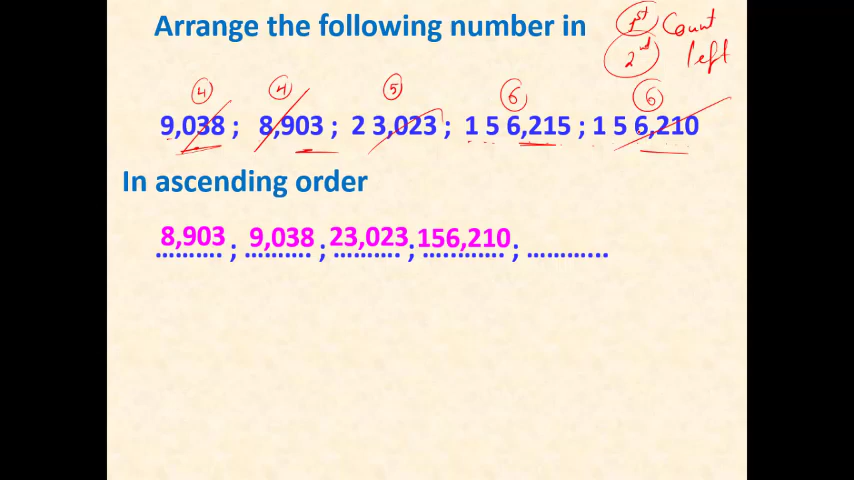 Arrange the following number in
1st Count
2nd left
4 4 5 6 6
9,038 ; 8,903 ; 2 3,023 ; 1 5 6,215 ; 1 5 6,210
In ascending order
8,903 ; 9,038 ; 23,023 ; 156,210 ; ............